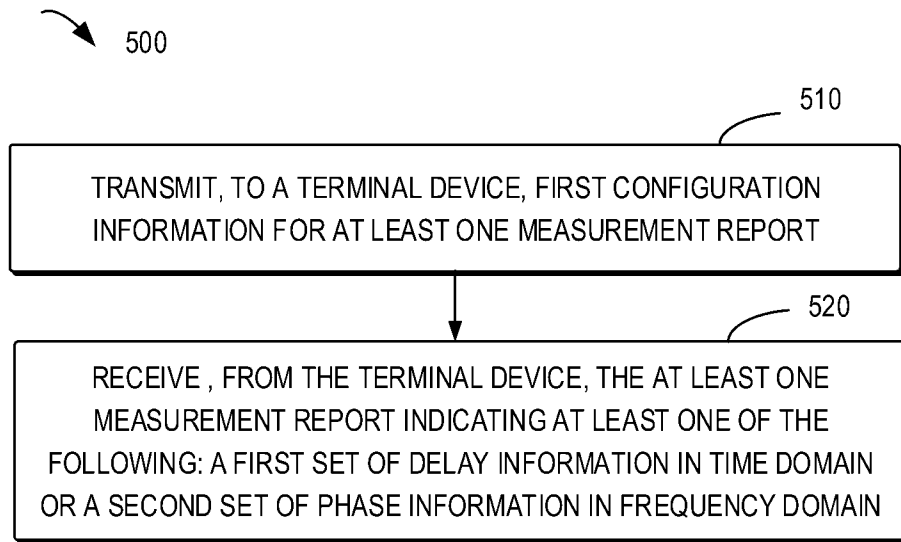 500
510
TRANSMIT, TO A TERMINAL DEVICE, FIRST CONFIGURATION
INFORMATION FOR AT LEAST ONE MEASUREMENT REPORT
520
RECEIVE , FROM THE TERMINAL DEVICE, THE AT LEAST ONE
MEASUREMENT REPORT INDICATING AT LEAST ONE OF THE
FOLLOWING: A FIRST SET OF DELAY INFORMATION IN TIME DOMAIN
OR A SECOND SET OF PHASE INFORMATION IN FREQUENCY DOMAIN